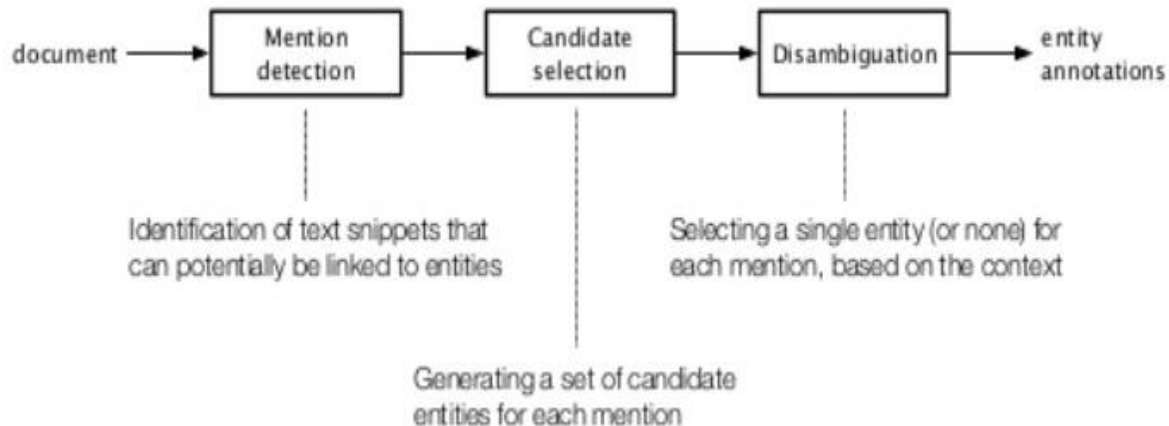 document
Mention
detection
Candidate
selection
Disambiguation
entity
annotations
Identification of text snippets that
can potentially be linked to entities
Selecting a single entity (or none) for
each mention, based on the context
Generating a set of candidate
entities for each mention